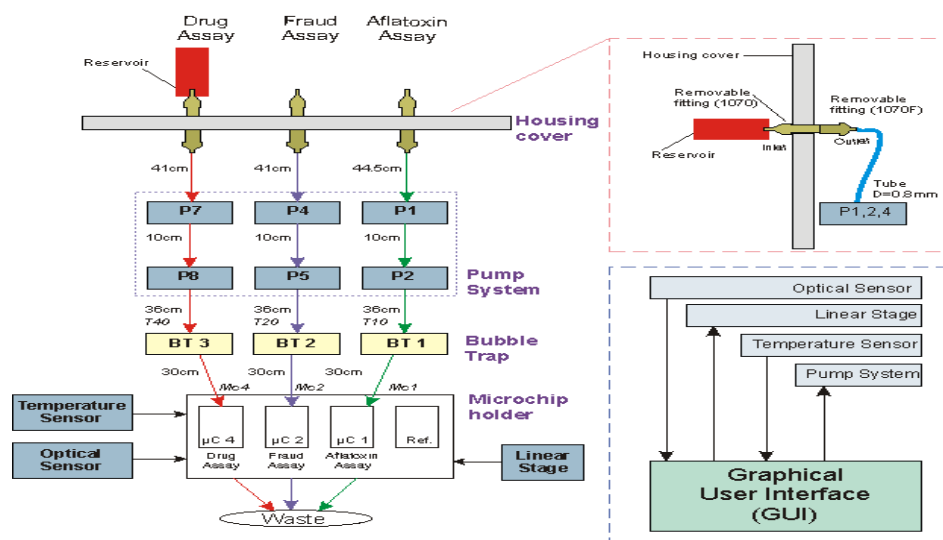 Drug
Assay
Fraud
Assay
Aflatoxin
Assay
Reservoir
Housing
cover
41cm
41cm
44.5cm
P7
P4
P1
10cm
10cm
10cm
P8
P5
P2
Pump
System
36cm
T40
36cm
T20
36cm
T10
BT 3
BT 2
BT 1
Bubble
Trap
30cm
30cm
30cm
Mc4
Mc2
Mc1
Microchip
holder
Temperature
Sensor
Optical
Sensor
µC 4
µC 2
µC 1
Ref.
Drug
Assay
Fraud
Assay
Aflatoxin
Assay
Linear
Stage
Waste
Housing cover
Removable
fitting (1070)
Removable
fitting (1070F)
Reservoir
Inlet
Outlet
Tube
D=0.8mm
P1,2,4
Optical Sensor
Linear Stage
Temperature Sensor
Pump System
Graphical
User Interface
(GUI)